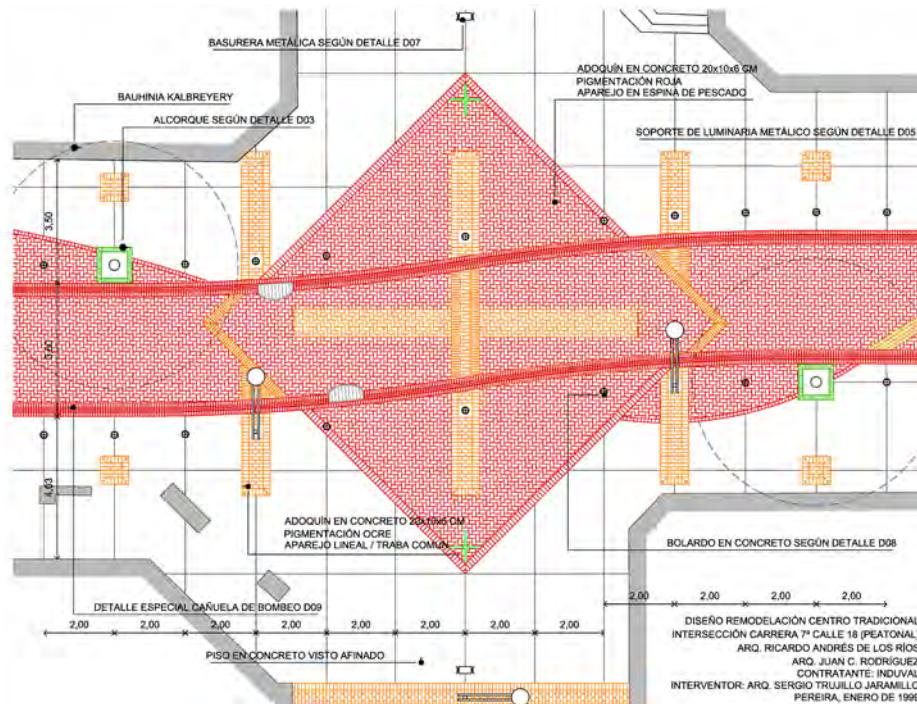 BASURERA METÁLICA SEGÚN DETALLE D07
ADOQUÍN EN CONCRETO 20x10x6 CM
PIGMENTACIÓN ROJA
APAREJO EN ESPINA DE PESCADO
BAUHINIA KALBREYERY
ALCORQUE SEGÚN DETALLE D03
SOPORTE DE LUMINARIA METÁLICO SEGÚN DETALLE D05
3,50
3,60
4,03
ADOQUÍN EN CONCRETO 20x10x6 CM
PIGMENTACIÓN OCRE
APAREJO LINEAL / TRABA COMÚN
BOLARDO EN CONCRETO SEGÚN DETALLE D08
DETALLE ESPECIAL CAÑUELA DE BOMBEO D09
2,00 2,00 2,00 2,00
2,00 2,00 2,00 2,00 2,00 2,00 2,00 2,00
PISO EN CONCRETO VISTO AFINADO
DISEÑO REMODELACIÓN CENTRO TRADICIONAL
INTERSECCIÓN CARRERA 7ª CALLE 18 (PEATONAL)
ARQ. RICARDO ANDRÉS DE LOS RÍOS
ARQ. JUAN C. RODRÍGUEZ
CONTRATANTE: INDUVAL
INTERVENTOR: ARQ. SERGIO TRUJILLO JARAMILLO
PEREIRA, ENERO DE 1999